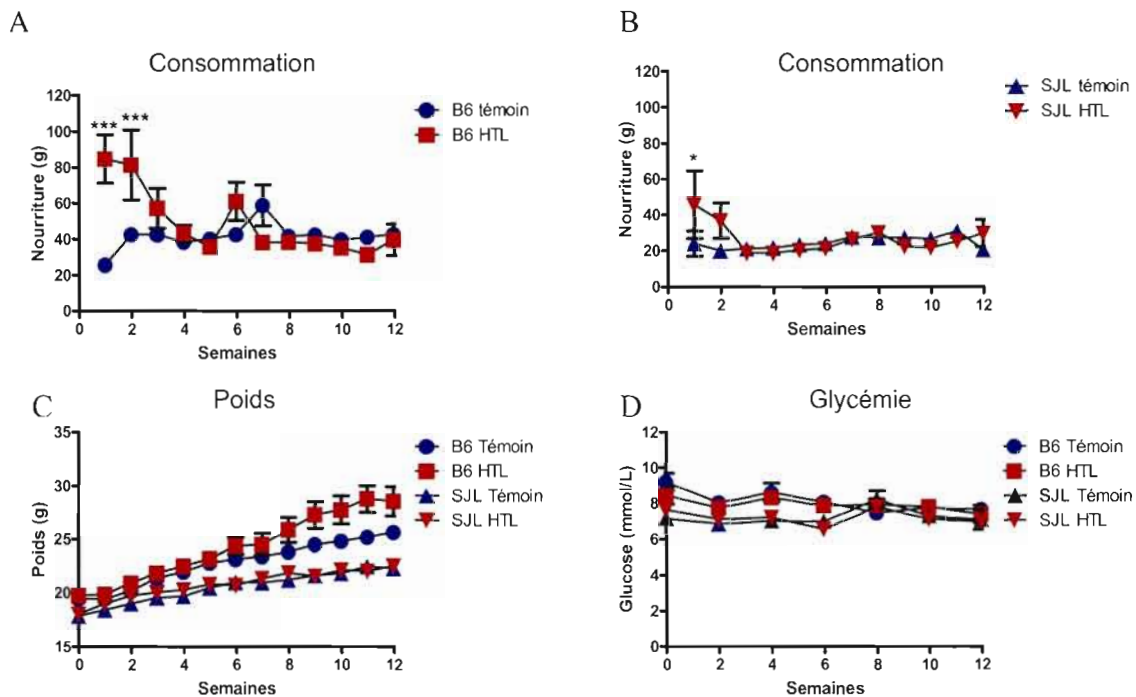 A
Consommation
Nourriture (g)
120
100
80
60
40
20
0
*** ***
0 2 4 6 8 10 12
Semaines
B6 témoin
B6 HTL
B
Consommation
Nourriture (g)
120
100
80
60
40
20
0
*
0 2 4 6 8 10 12
Semaines
SJL témoin
SJL HTL
C
Poids
Poids (g)
35
30
25
20
15
0 2 4 6 8 10 12
Semaines
B6 Témoin
B6 HTL
SJL Témoin
SJL HTL
D
Glycémie
Glucose (mmol/L)
12
10
8
6
4
2
0
0 2 4 6 8 10 12
Semaines
B6 Témoin
B6 HTL
SJL Témoin
SJL HTL